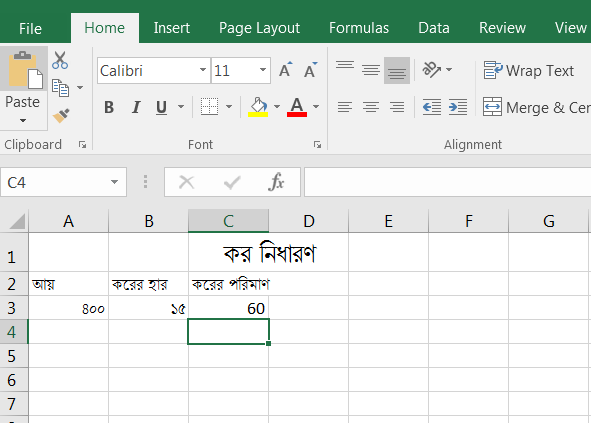 File Home Insert Page Layout Formulas Data Review View
Calibri 11 A A Wrap Text
Paste B I U A Merge & Cen
Clipboard Font Alignment
C4 fx
A B C D E F G
1 কর নিধারণ
2 আয় করের হার করের পরিমাণ
3 ৪০০ ১৫ 60
4
5
6
7